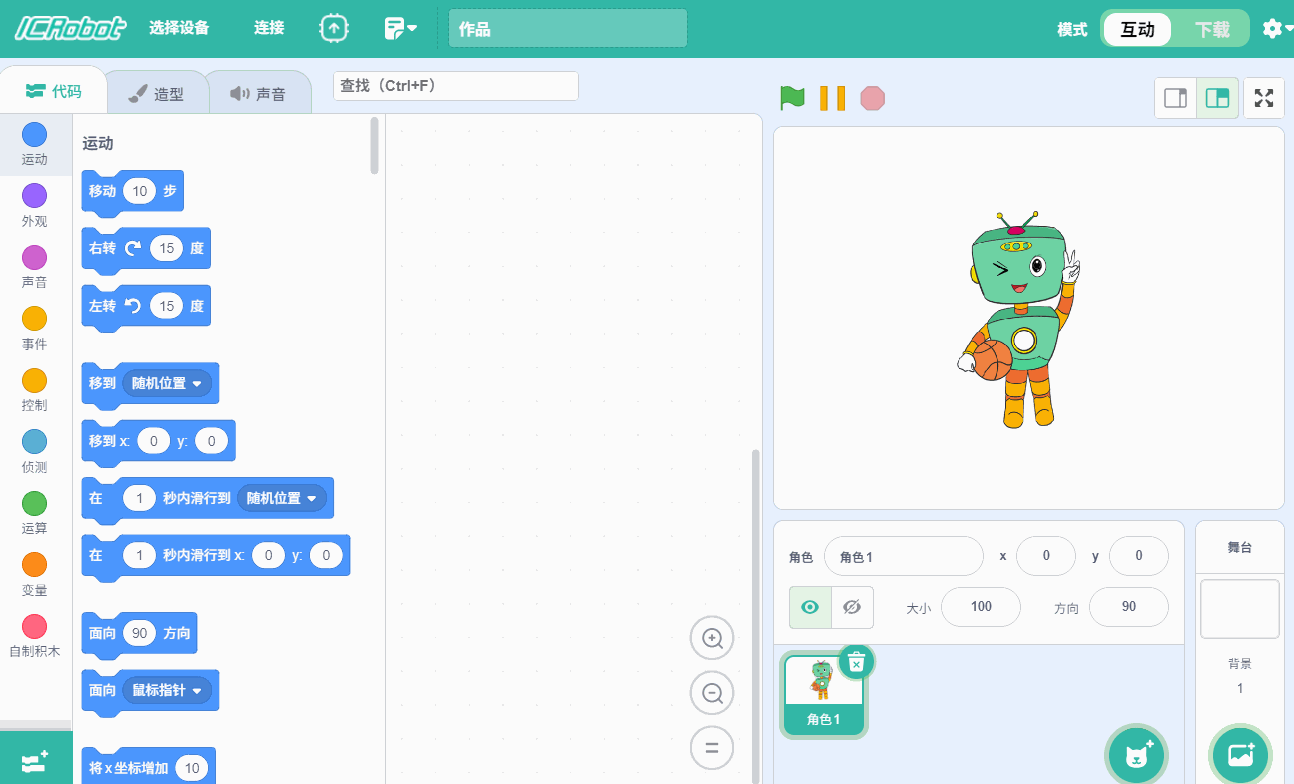 ICRobot 选择设备 连接 作品 模式 互动 下载
代码 造型 声音 查找（Ctrl+F）
运动
外观
声音
事件
控制
侦测
运算
变量
自制积木
运动
移动 10 步
右转 15 度
左转 15 度
移到 随机位置
移到 x: 0 y: 0
在 1 秒内滑行到 随机位置
在 1 秒内滑行到 x: 0 y: 0
面向 90 方向
面向 鼠标指针
将 x 坐标增加 10
角色 角色1 x 0 y 0
大小 100 方向 90
角色1
舞台
背景
1